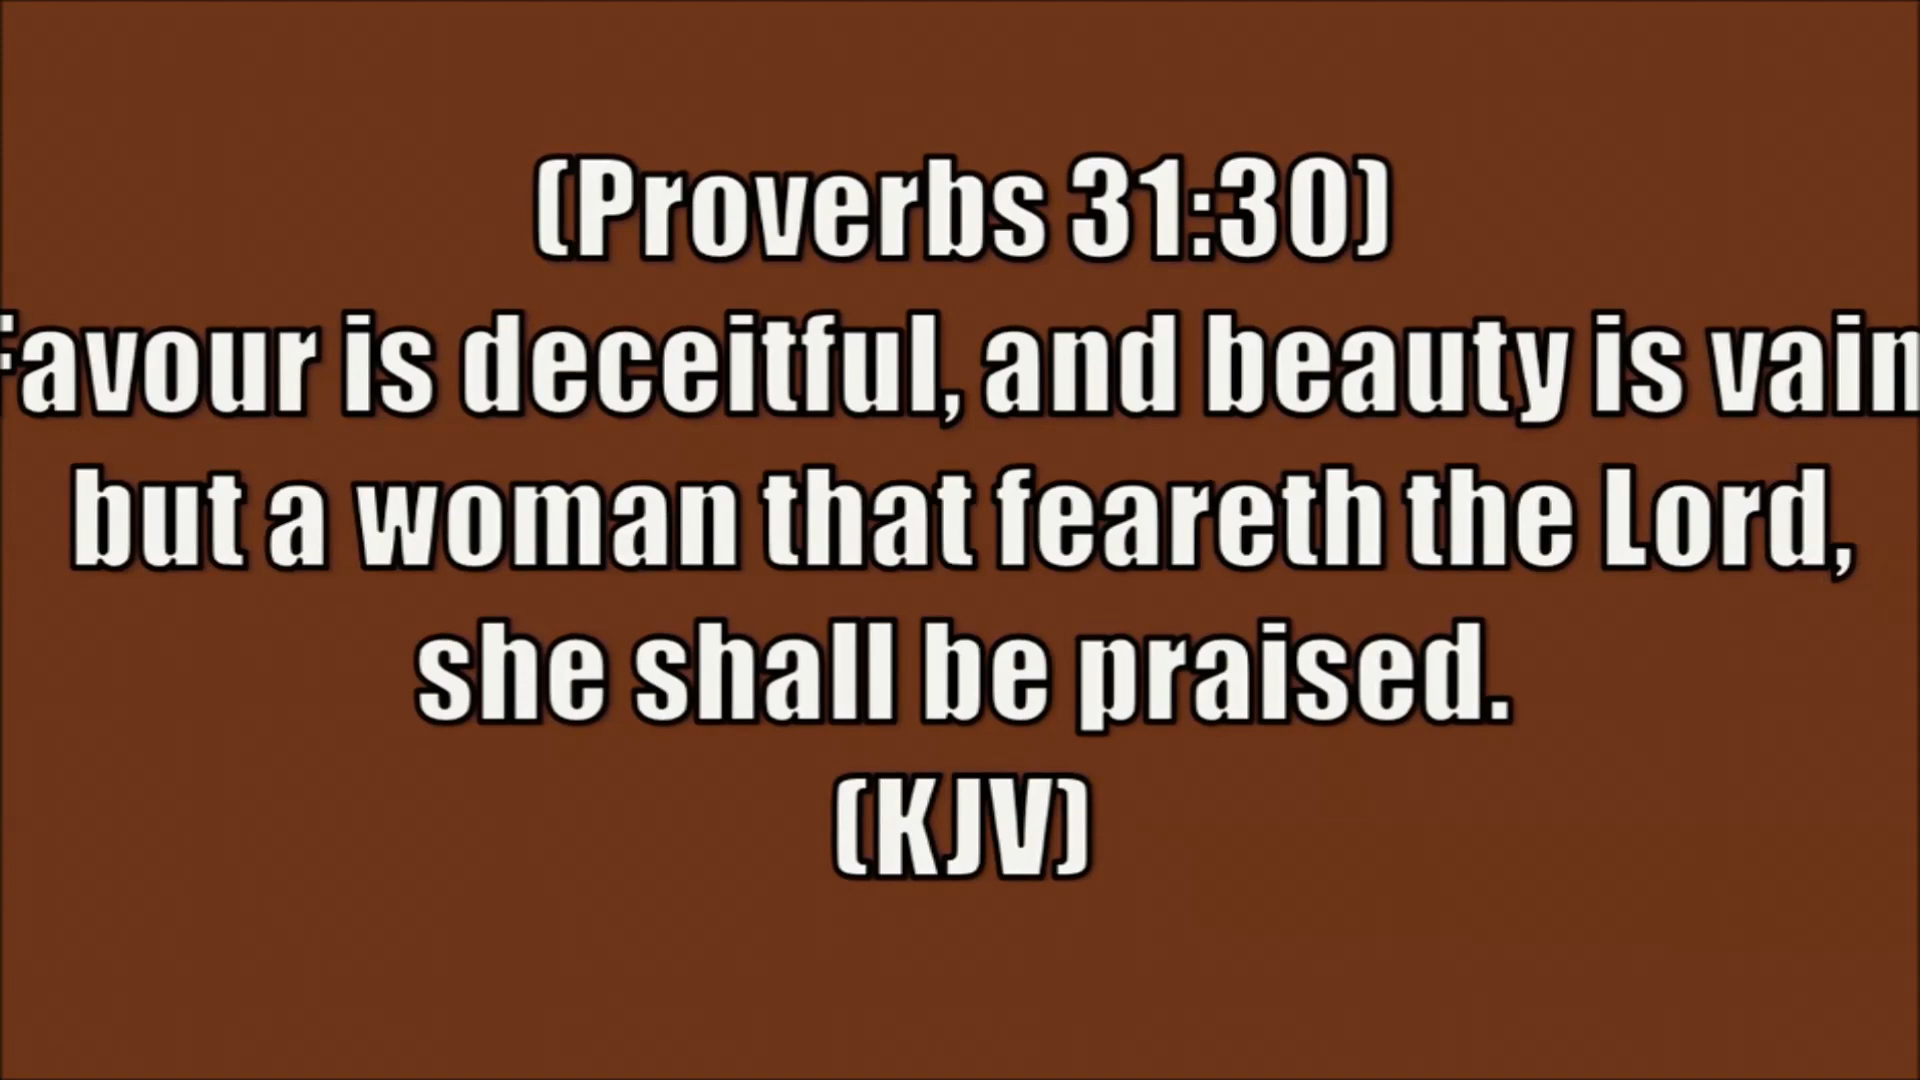 (Proverbs 31:30)
Favour is deceitful, and beauty is vain
but a woman that feareth the Lord,
she shall be praised.
(KJV)